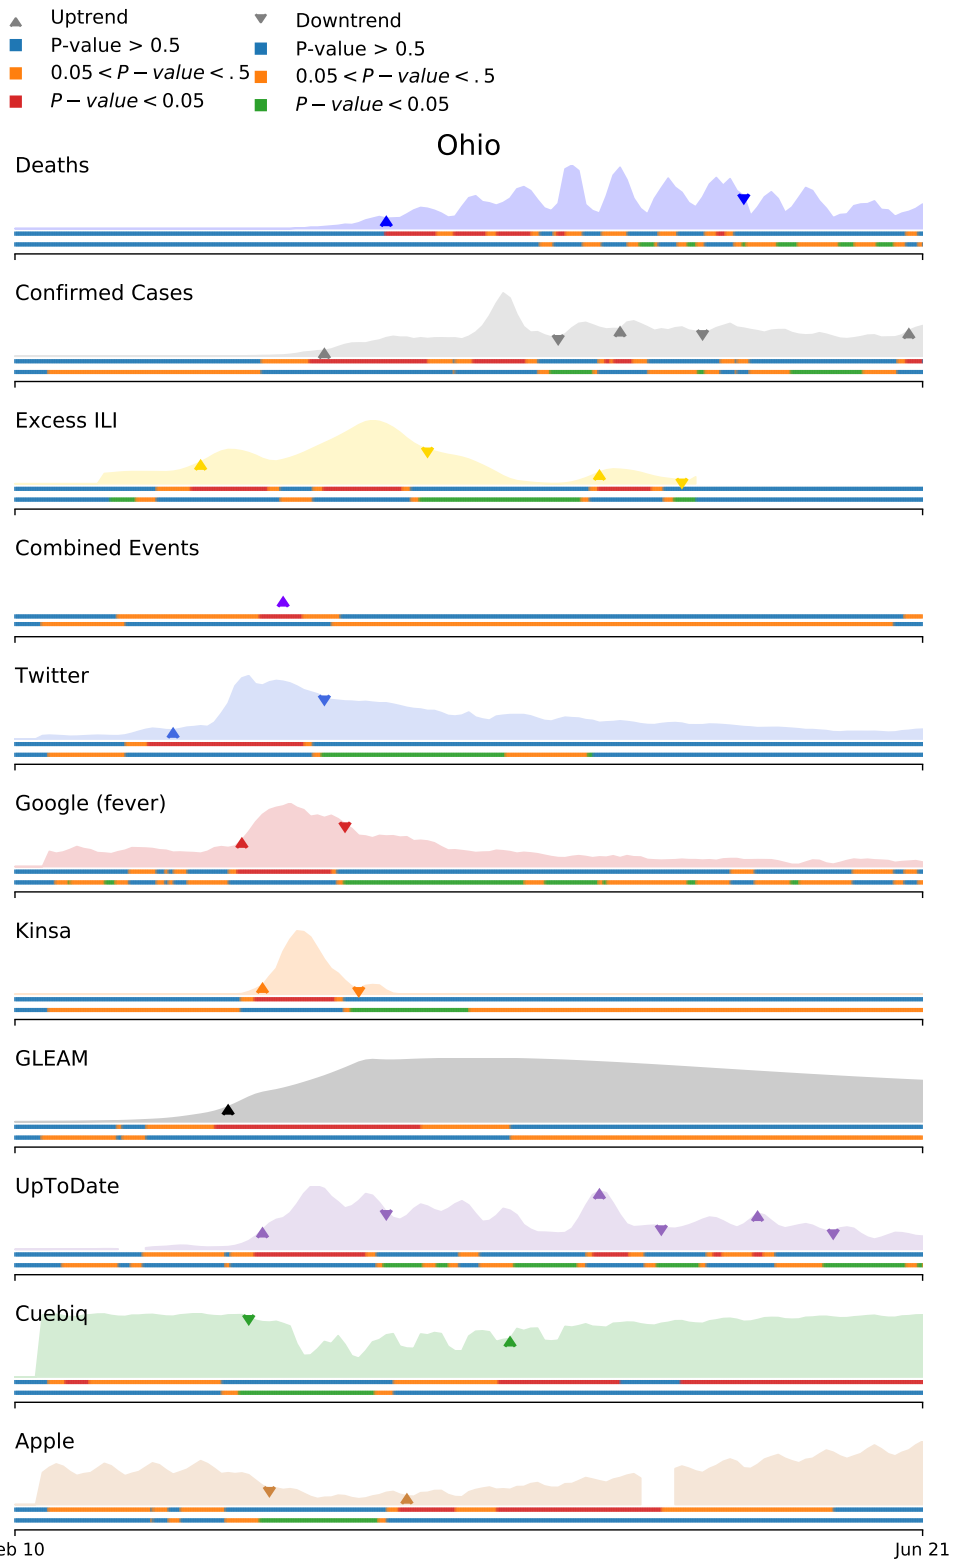 Uptrend
P-value > 0.5
0.05 < P − value < .5
P − value < 0.05
Downtrend
P-value > 0.5
0.05 < P − value < .5
P − value < 0.05
Ohio
Deaths
Confirmed Cases
Excess ILI
Combined Events
Twitter
Google (fever)
Kinsa
GLEAM
UpToDate
Cuebiq
Apple
eb 10
Jun 21